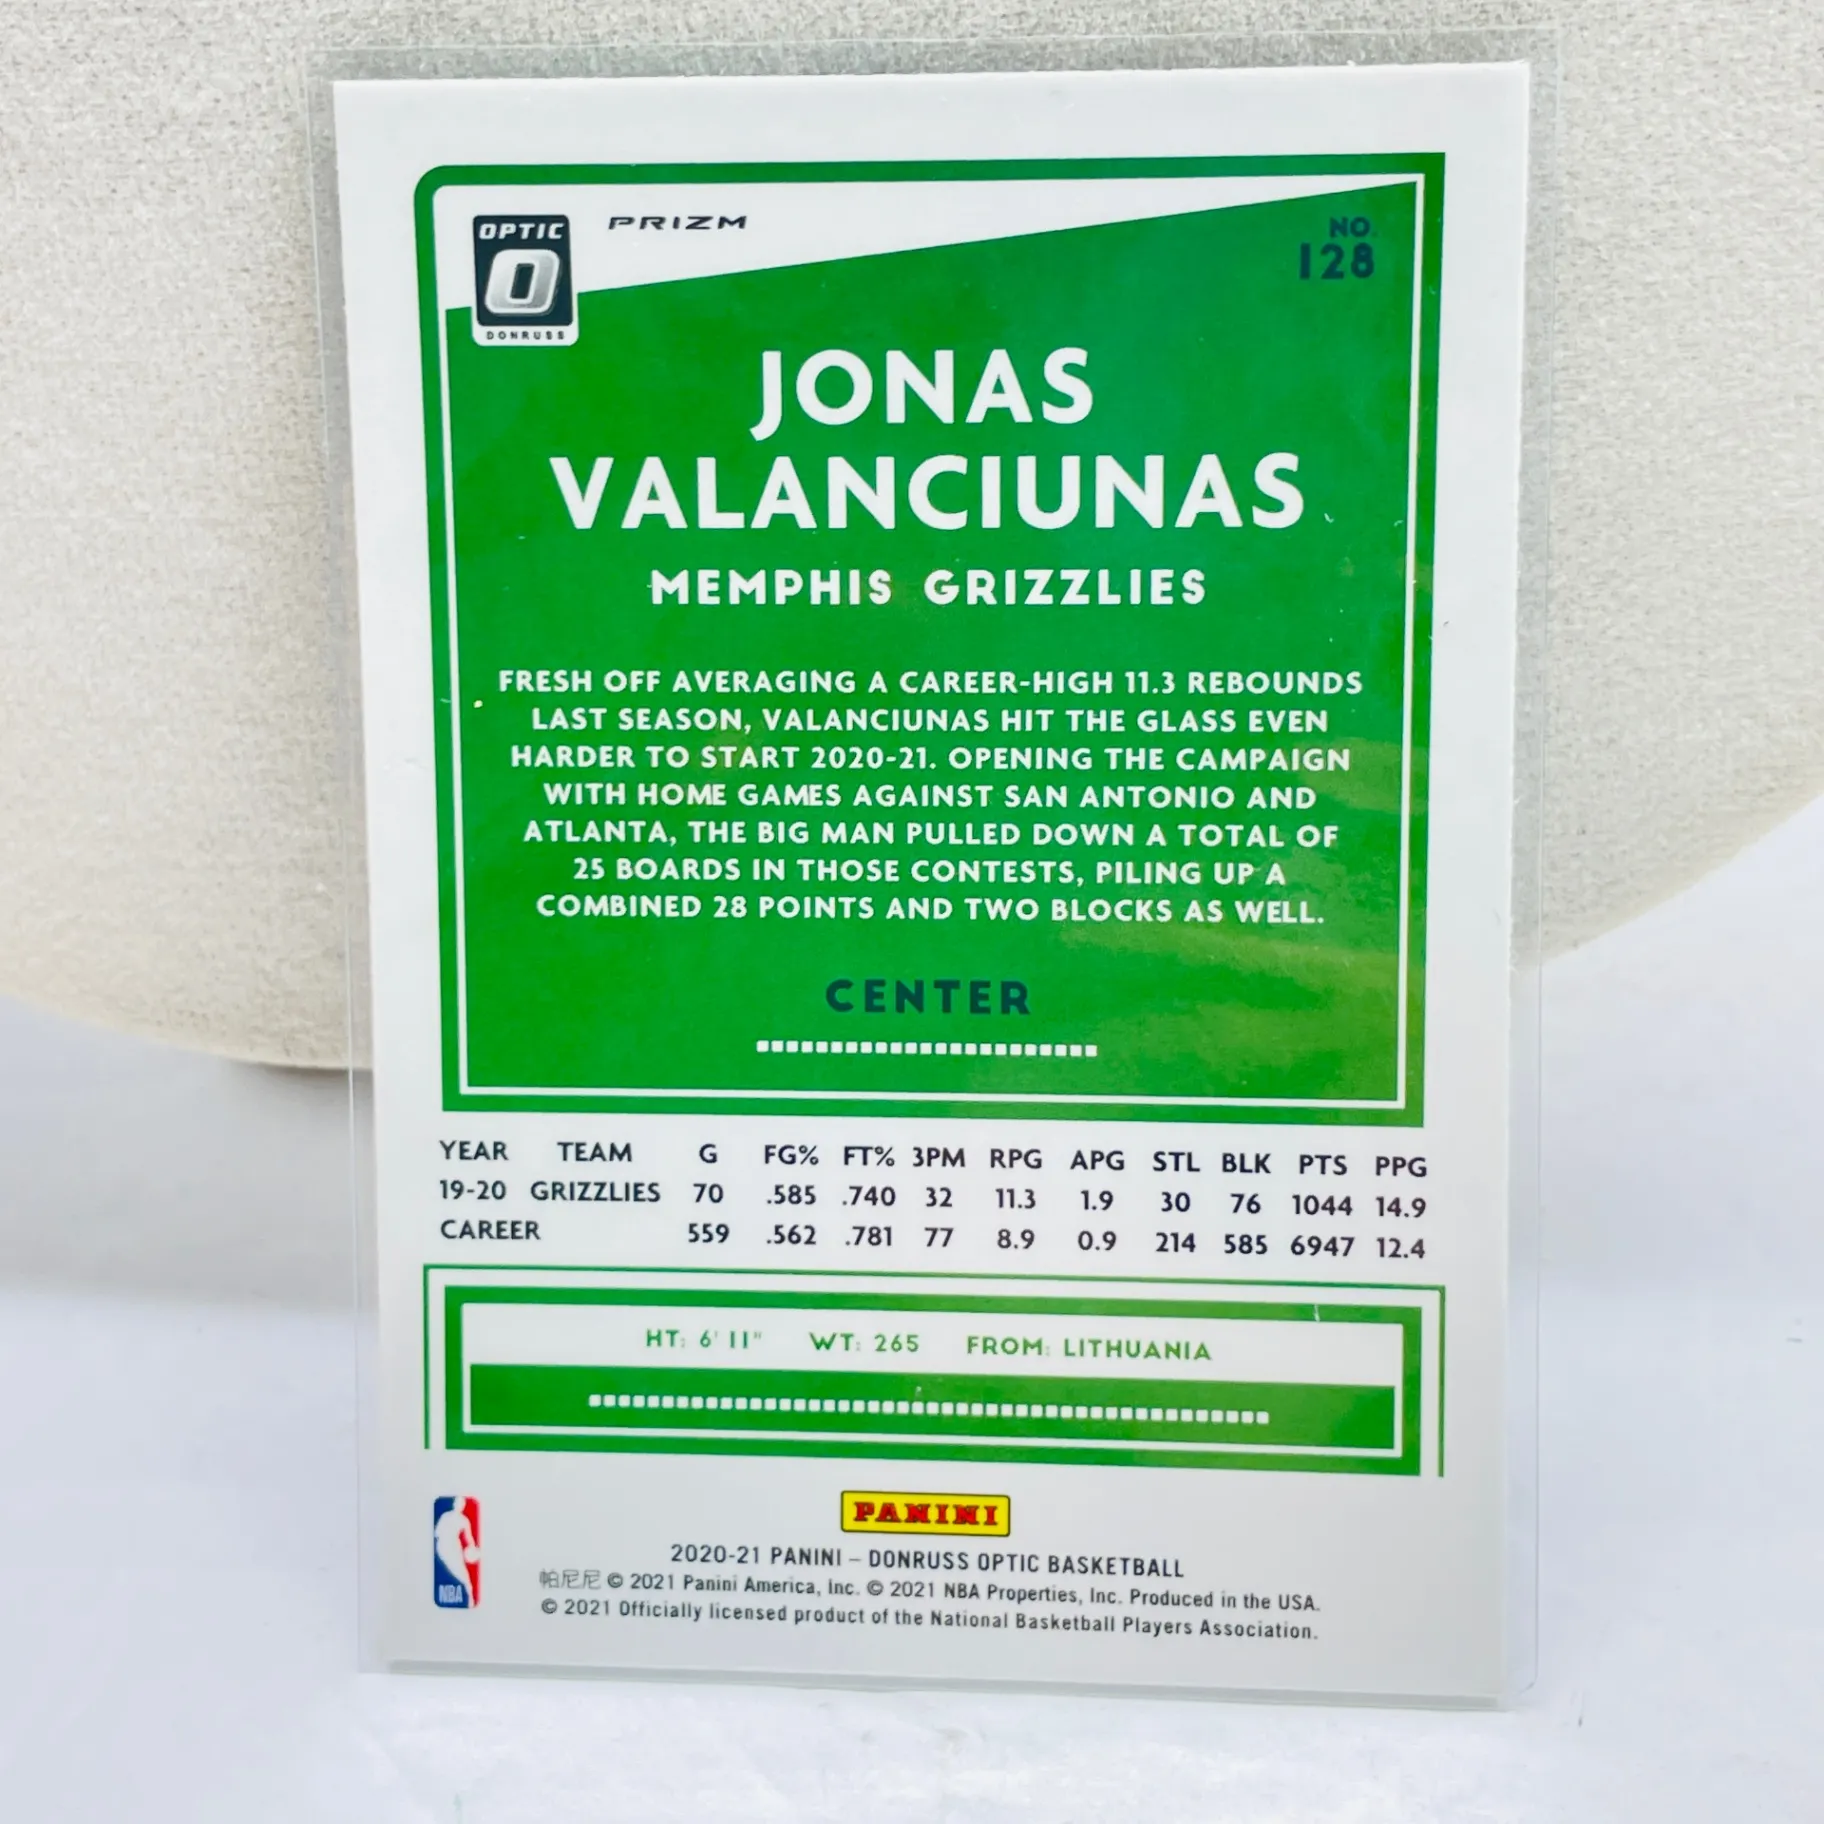 OPTIC
DONRUSS
PRIZM
NO.
128
JONAS
VALANCIUNAS
MEMPHIS GRIZZLIES
FRESH OFF AVERAGING A CAREER-HIGH 11.3 REBOUNDS
LAST SEASON, VALANCIUNAS HIT THE GLASS EVEN
HARDER TO START 2020-21. OPENING THE CAMPAIGN
WITH HOME GAMES AGAINST SAN ANTONIO AND
ATLANTA, THE BIG MAN PULLED DOWN A TOTAL OF
25 BOARDS IN THOSE CONTESTS, PILING UP A
COMBINED 28 POINTS AND TWO BLOCKS AS WELL.
CENTER
YEAR TEAM G FG% FT% 3PM RPG APG STL BLK PTS PPG
19-20 GRIZZLIES 70 .585 .740 32 11.3 1.9 30 76 1044 14.9
CAREER 559 .562 .781 77 8.9 0.9 214 585 6947 12.4
HT: 6' 11" WT: 265 FROM: LITHUANIA
PANINI
NBA
2020-21 PANINI – DONRUSS OPTIC BASKETBALL
帕尼尼 © 2021 Panini America, Inc. © 2021 NBA Properties, Inc. Produced in the USA.
© 2021 Officially licensed product of the National Basketball Players Association.